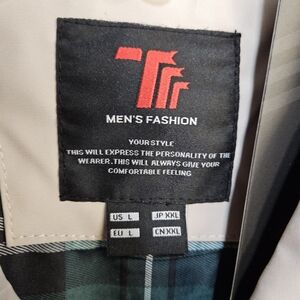 MEN'S FASHION
YOUR STYLE
THIS WILL EXPRESS THE PERSONALITY OF THE
WEARER.THIS WILL ALWAYS GIVE YOUR
COMFORTABLE FEELING
US L JP XXL
EU L CN XXL